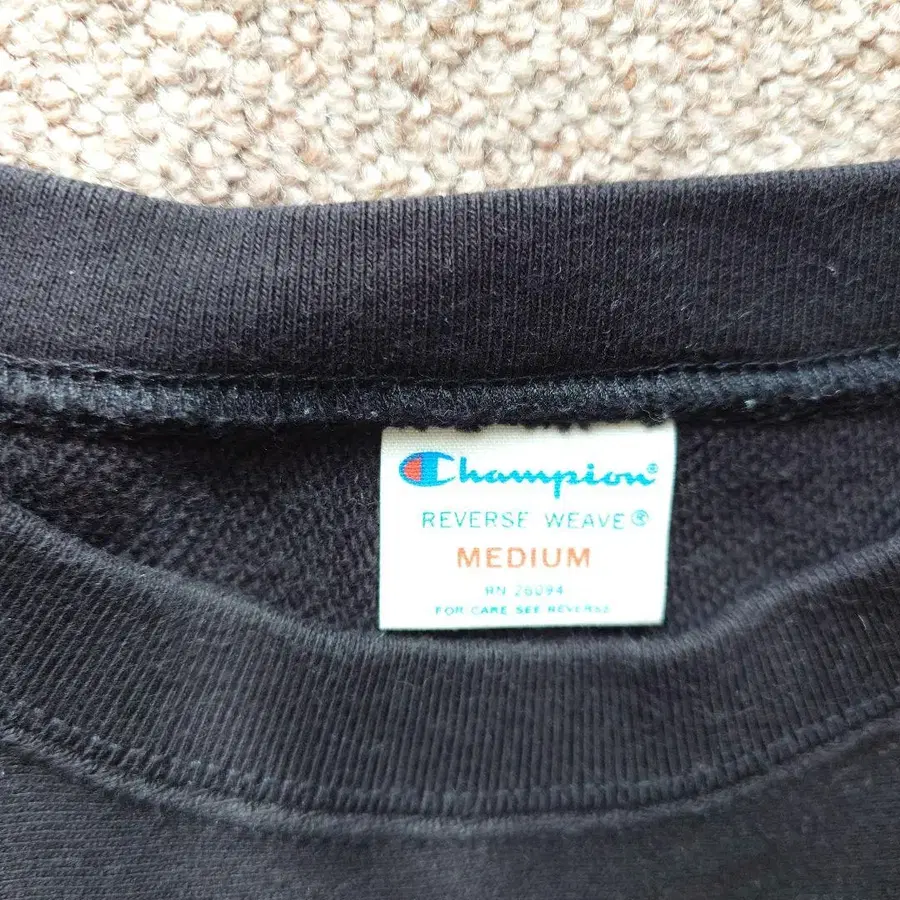 Champion®
REVERSE WEAVE®
MEDIUM
RN 26094
FOR CARE SEE REVERSE